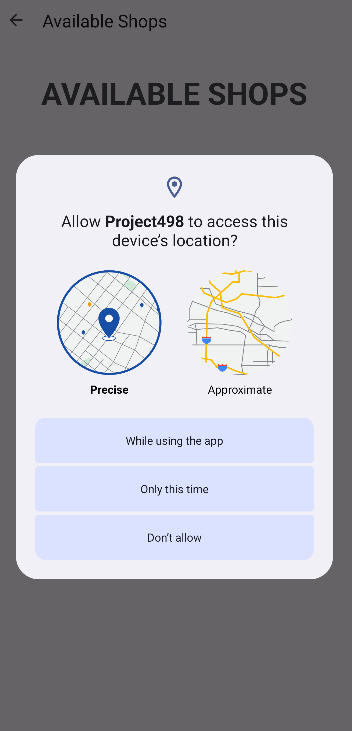 Available Shops
AVAILABLE SHOPS
Allow Project498 to access this
device's location?
Precise
Approximate
While using the app
Only this time
Don't allow